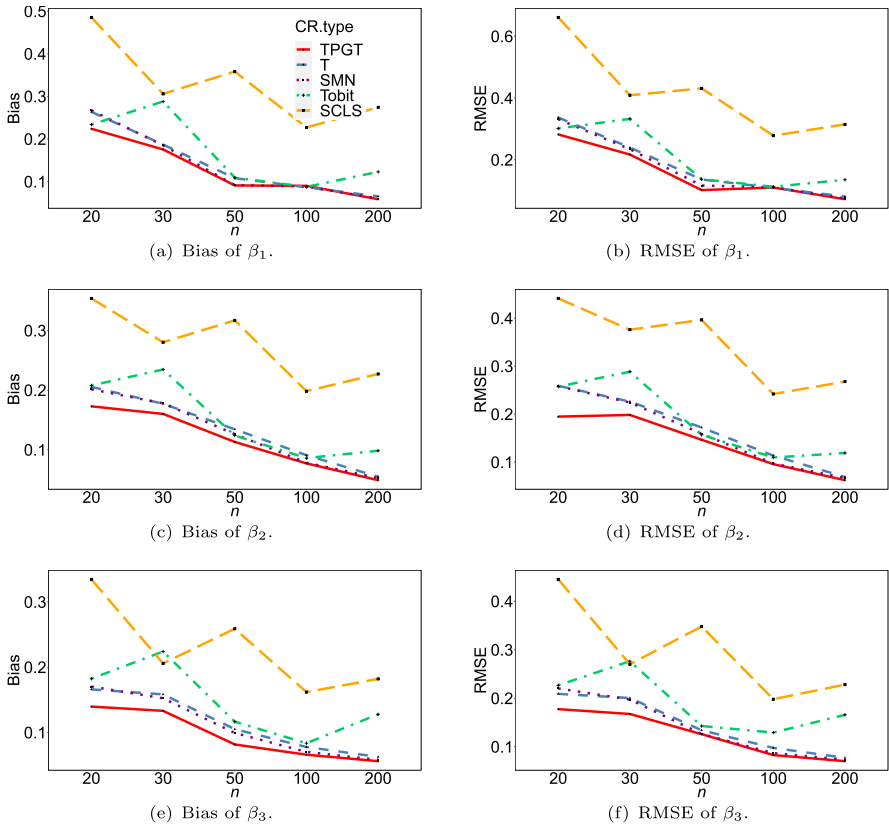 0.5
0.4
0.3
0.2
0.1
Bias
20 30 50 100 200
n
CR.type
TPGT
T
SMN
Tobit
SCLS
(a) Bias of β₁.
0.6
0.4
0.2
RMSE
20 30 50 100 200
n
(b) RMSE of β₁.
0.3
0.2
0.1
Bias
20 30 50 100 200
n
(c) Bias of β₂.
0.4
0.3
0.2
0.1
RMSE
20 30 50 100 200
n
(d) RMSE of β₂.
0.3
0.2
0.1
Bias
20 30 50 100 200
n
(e) Bias of β₃.
0.4
0.3
0.2
0.1
RMSE
20 30 50 100 200
n
(f) RMSE of β₃.